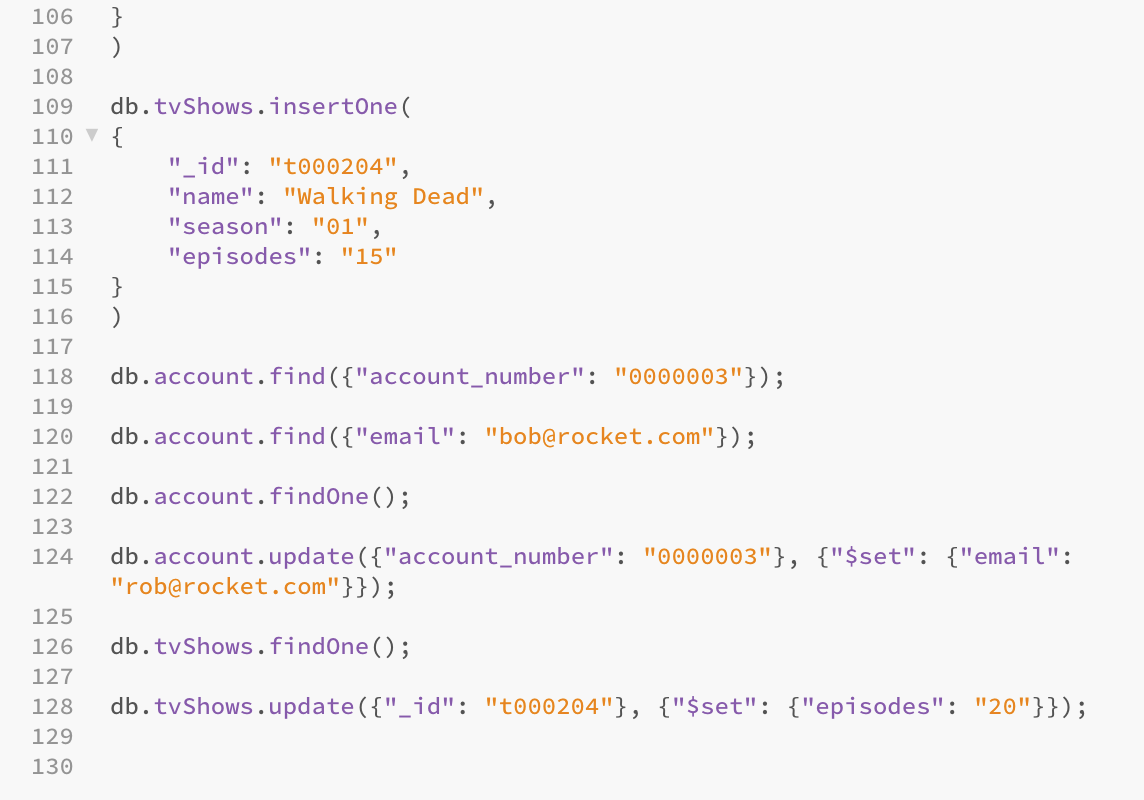 106 }
107 )
108
109 db.tvShows.insertOne(
110 {
111     "_id": "t000204",
112     "name": "Walking Dead",
113     "season": "01",
114     "episodes": "15"
115 }
116 )
117
118 db.account.find({"account_number": "0000003"});
119
120 db.account.find({"email": "bob@rocket.com"});
121
122 db.account.findOne();
123
124 db.account.update({"account_number": "0000003"}, {"$set": {"email":
"rob@rocket.com"}});
125
126 db.tvShows.findOne();
127
128 db.tvShows.update({"_id": "t000204"}, {"$set": {"episodes": "20"}});
129
130